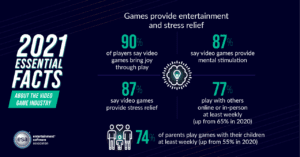 Games provide entertainment
and stress relief
2021
ESSENTIAL
FACTS
ABOUT THE VIDEO
GAME INDUSTRY
esa entertainment
software
association
90%
of players say video
games bring joy
through play
87%
say video games provide
mental stimulation
87%
say video games
provide stress relief
77%
play with others
online or in-person
at least weekly
(up from 65% in 2020)
74% of parents play games with their children
at least weekly (up from 55% in 2020)